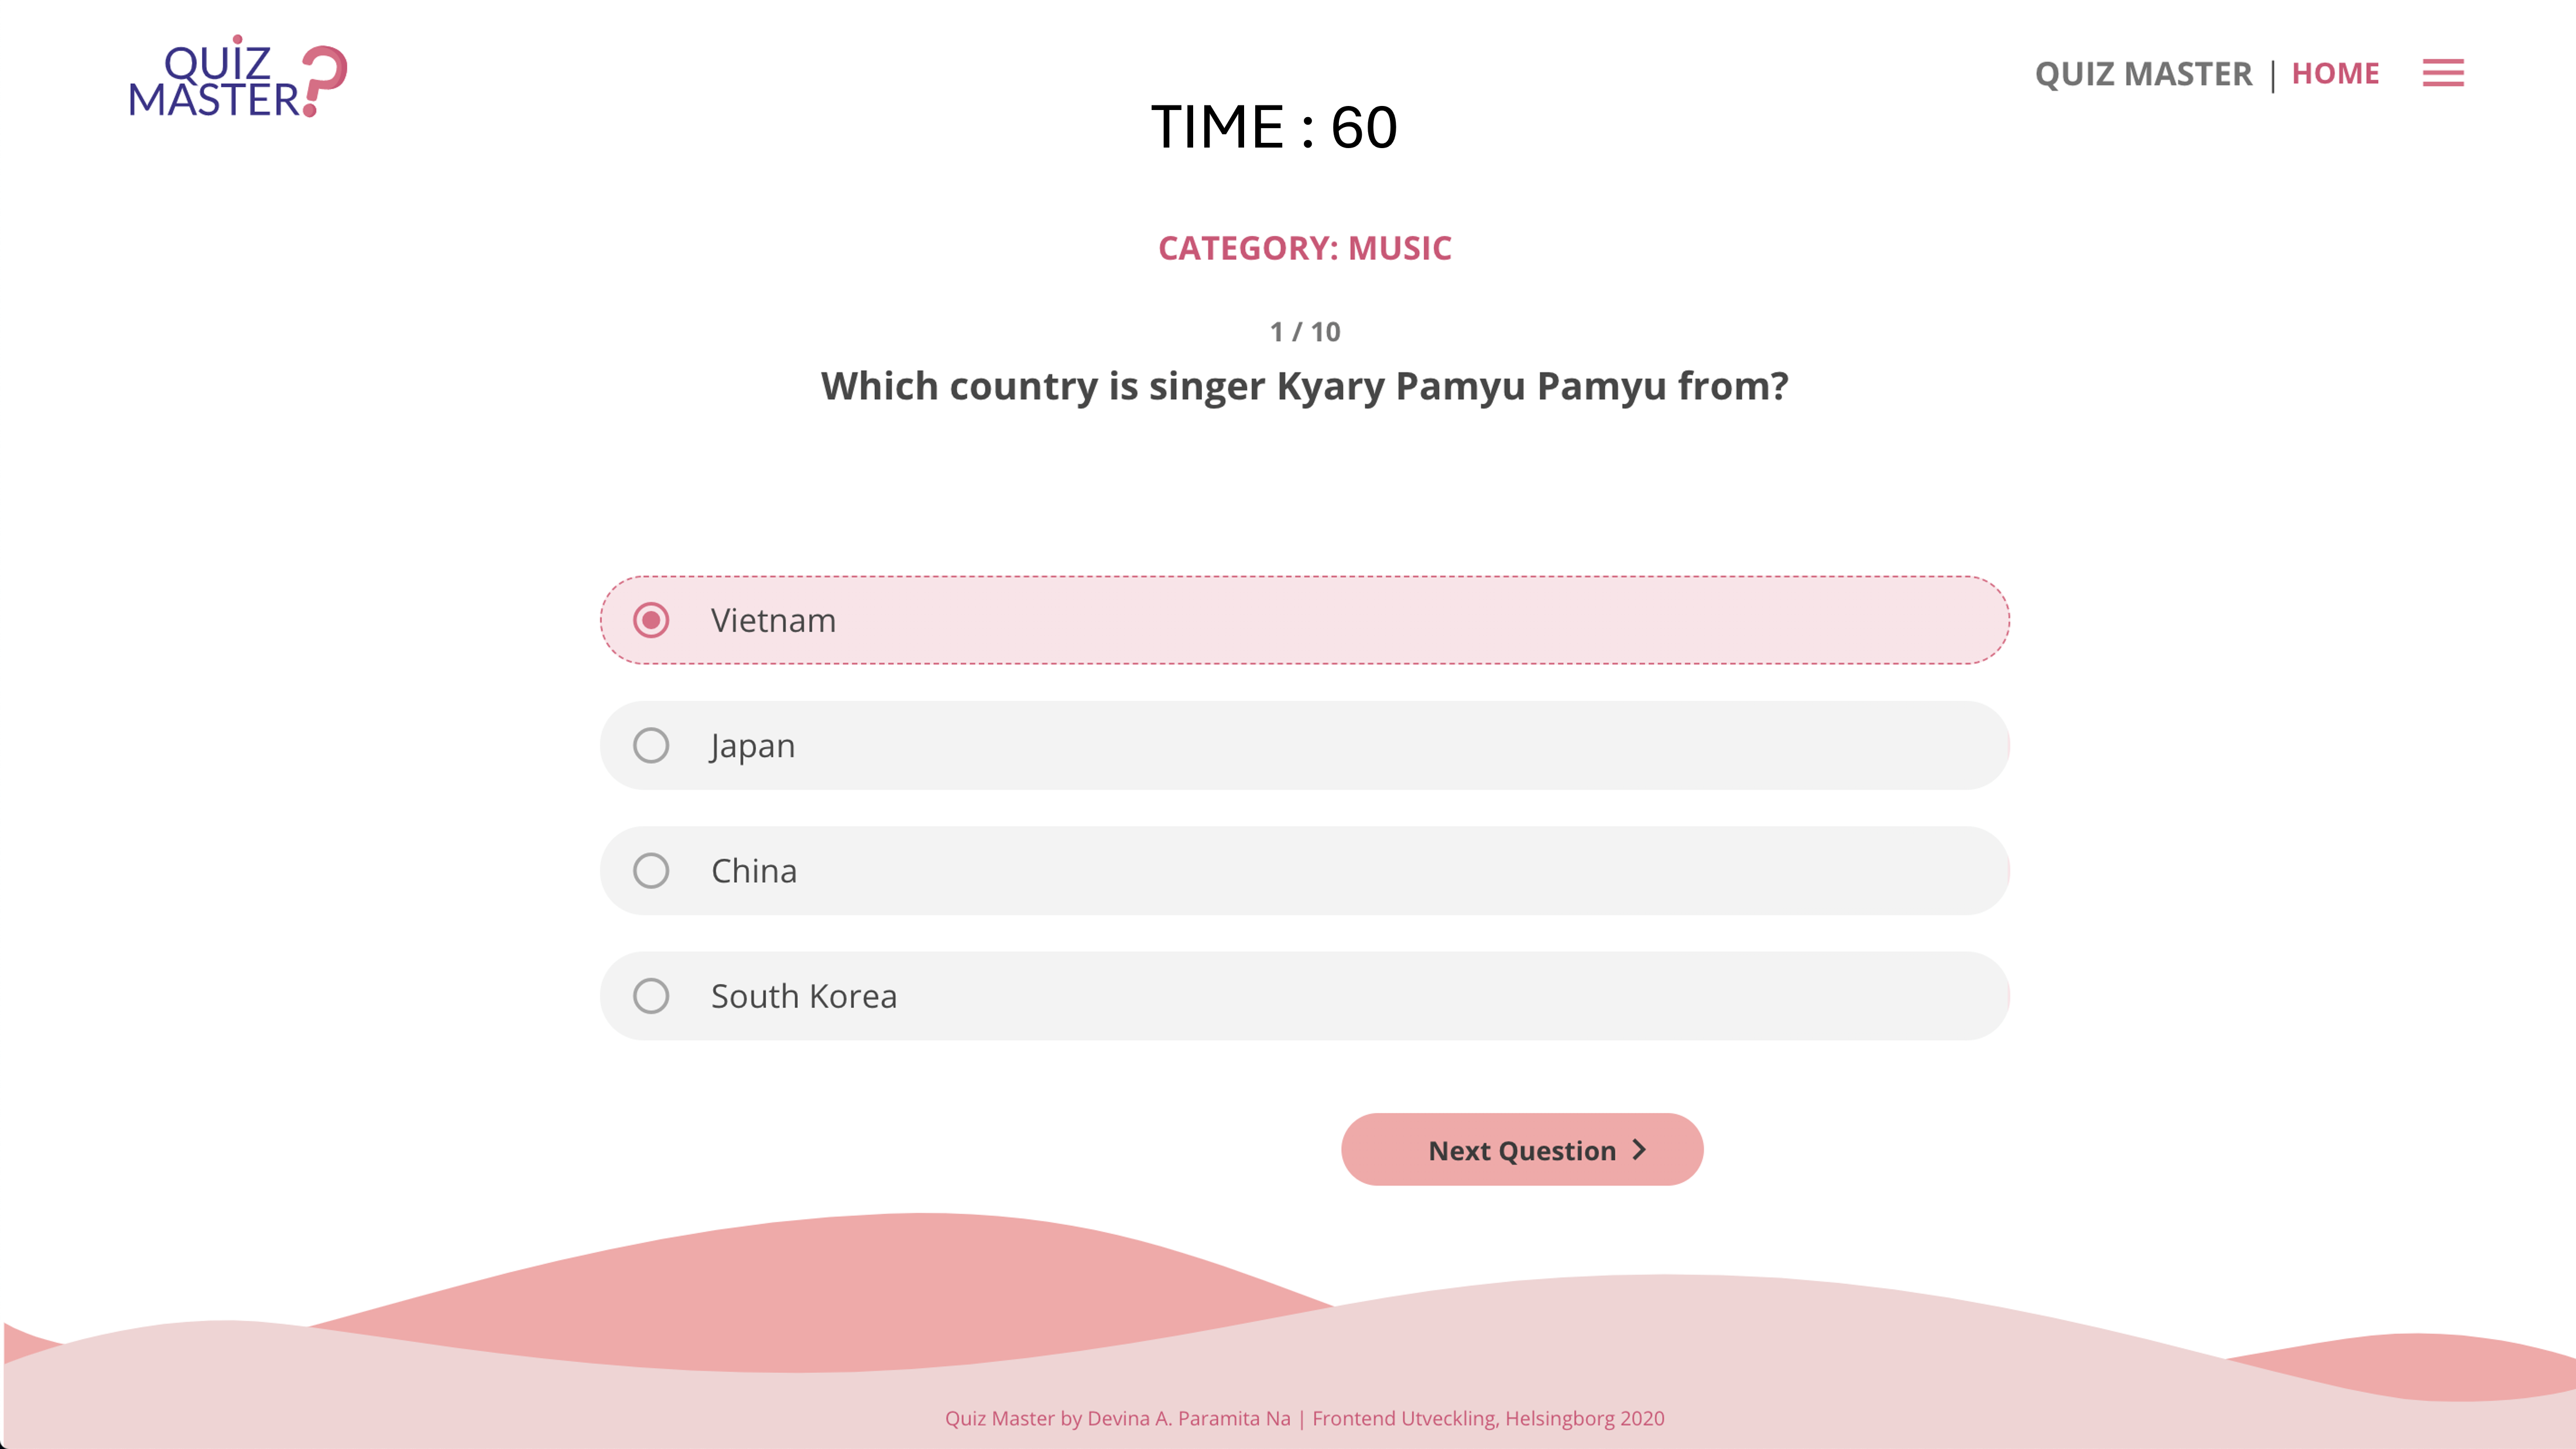 QUIZ
MASTER?
QUIZ MASTER | HOME
TIME : 60
CATEGORY: MUSIC
1 / 10
Which country is singer Kyary Pamyu Pamyu from?
Vietnam
Japan
China
South Korea
Next Question
Quiz Master by Devina A. Paramita Na | Frontend Utveckling, Helsingborg 2020